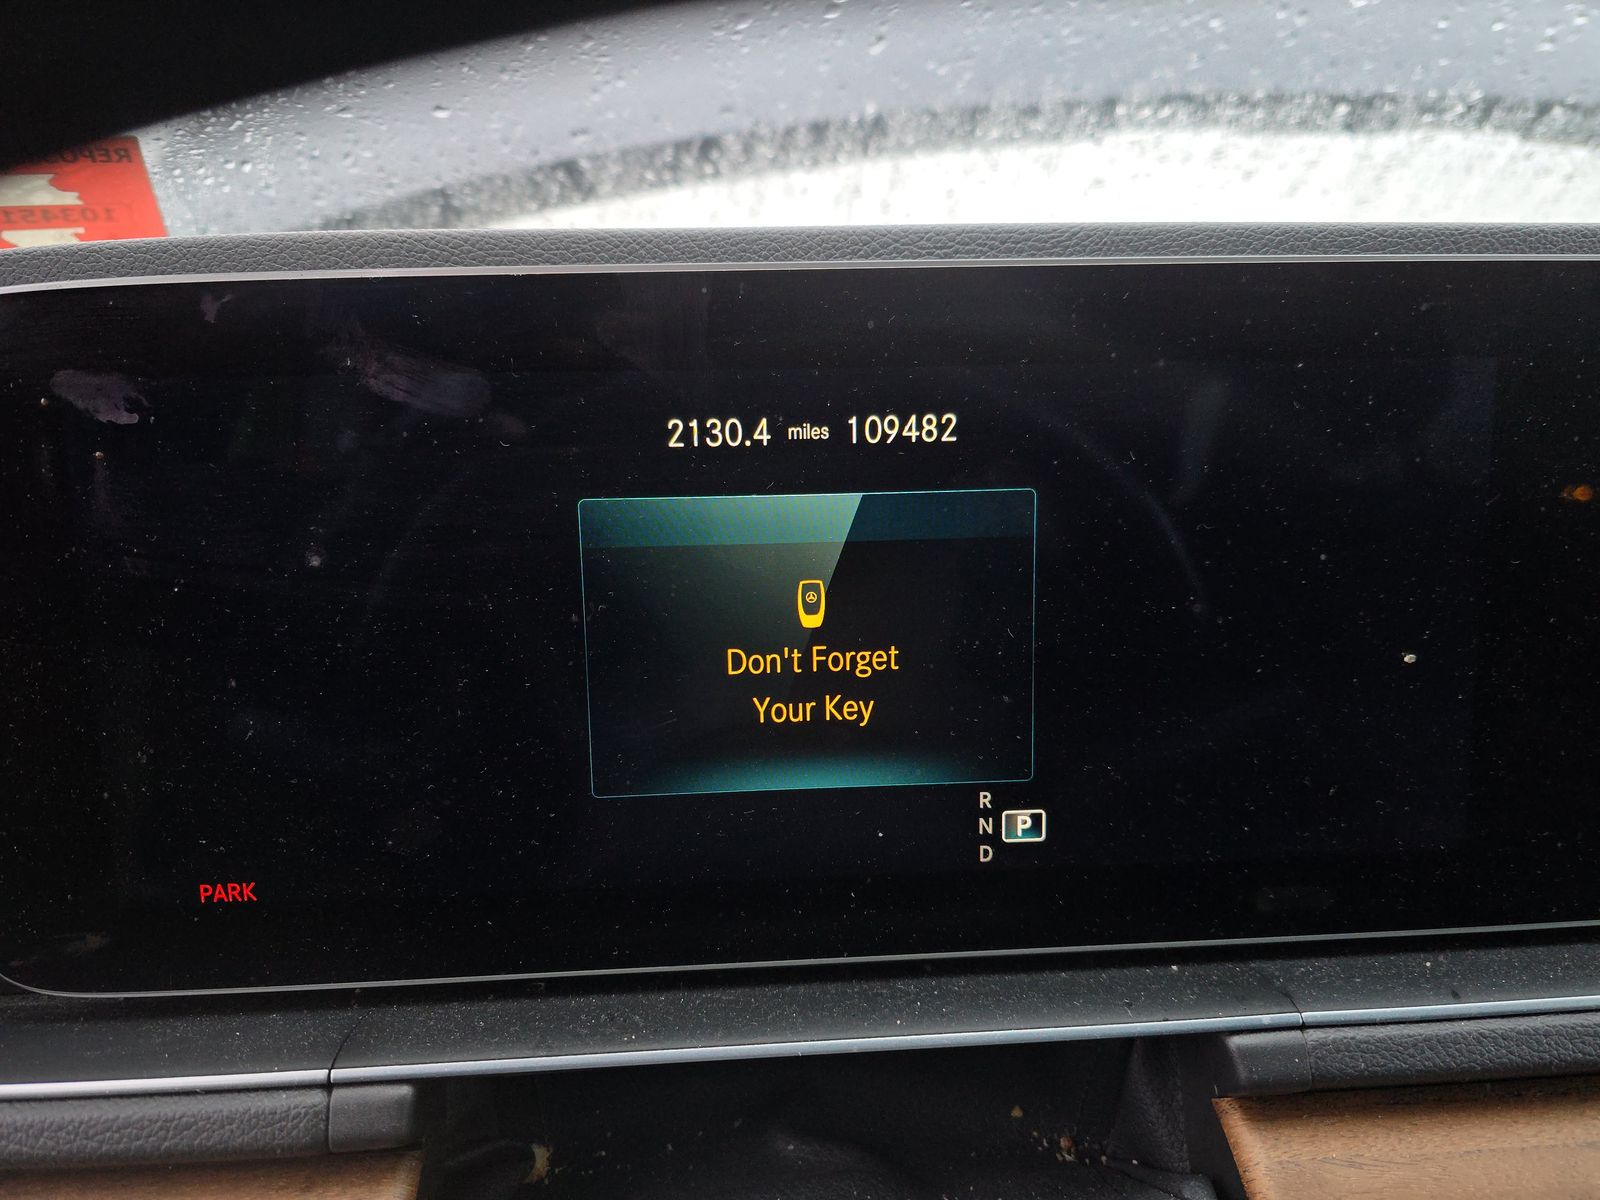 2130.4 miles 109482
Don't Forget
Your Key
R
N P
D
PARK